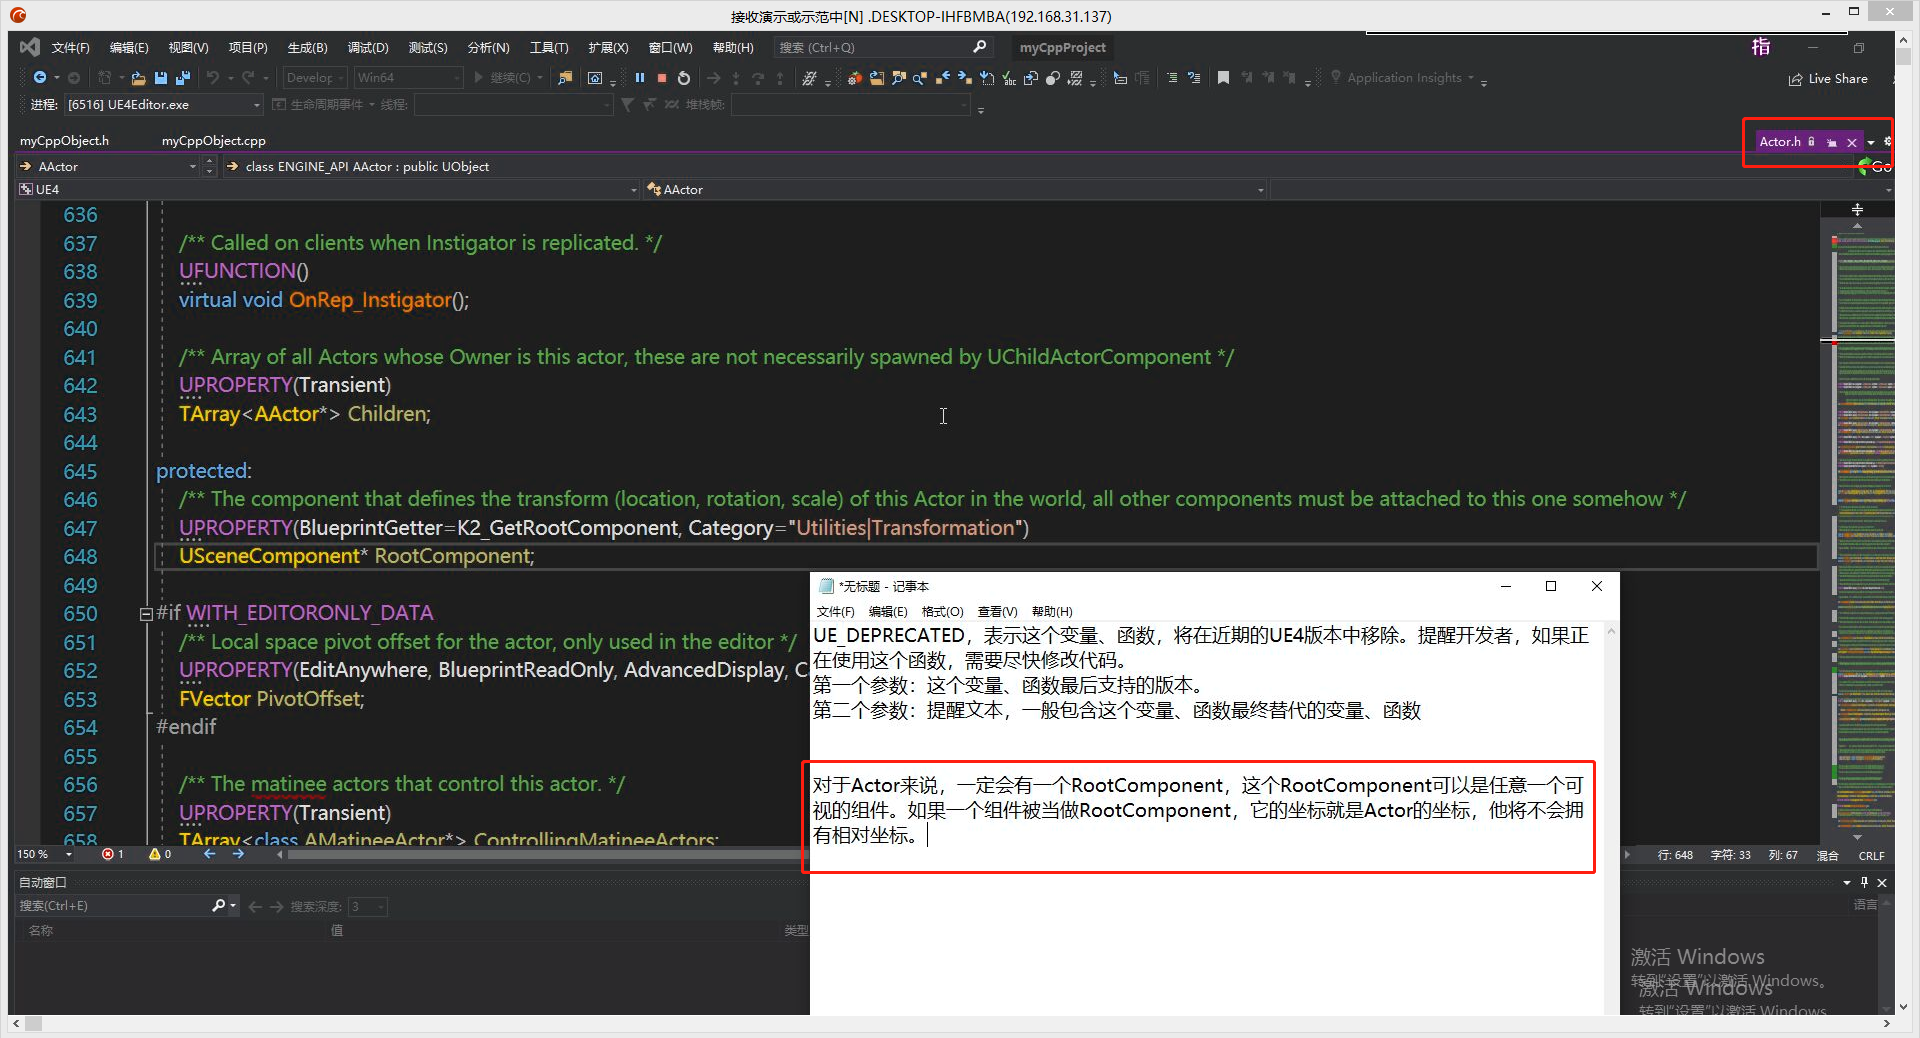 接收演示或示范中[N] .DESKTOP-IHFBMBA(192.168.31.137)
文件(F) 编辑(E) 视图(V) 项目(P) 生成(B) 调试(D) 测试(S) 分析(N) 工具(T) 扩展(X) 窗口(W) 帮助(H) 搜索 (Ctrl+Q) myCppProject 指
Develop Win64 继续(C) Application Insights Live Share
进程: [6516] UE4Editor.exe 生命周期事件 线程: 堆栈帧:
myCppObject.h myCppObject.cpp Actor.h
AActor class ENGINE_API AActor : public UObject Go
UE4 AActor
636
637 /** Called on clients when Instigator is replicated. */
638 UFUNCTION()
639 virtual void OnRep_Instigator();
640
641 /** Array of all Actors whose Owner is this actor, these are not necessarily spawned by UChildActorComponent */
642 UPROPERTY(Transient)
643 TArray<AActor*> Children;
644
645 protected:
646 /** The component that defines the transform (location, rotation, scale) of this Actor in the world, all other components must be attached to this one somehow */
647 UPROPERTY(BlueprintGetter=K2_GetRootComponent, Category="Utilities|Transformation")
648 USceneComponent* RootComponent;
649
650 #if WITH_EDITORONLY_DATA
651 /** Local space pivot offset for the actor, only used in the editor */
652 UPROPERTY(EditAnywhere, BlueprintReadOnly, AdvancedDisplay, C
653 FVector PivotOffset;
654 #endif
655
656 /** The matinee actors that control this actor. */
657 UPROPERTY(Transient)
658 TArray<class AMatineeActor*> ControllingMatineeActors;
150 % 1 0 行: 648 字符: 33 列: 67 混合 CRLF
自动窗口
搜索(Ctrl+E) 搜索深度: 3 语言
名称 值 类型
*无标题 - 记事本
文件(F) 编辑(E) 格式(O) 查看(V) 帮助(H)
UE_DEPRECATED，表示这个变量、函数，将在近期的UE4版本中移除。提醒开发者，如果正
在使用这个函数，需要尽快修改代码。
第一个参数：这个变量、函数最后支持的版本。
第二个参数：提醒文本，一般包含这个变量、函数最终替代的变量、函数
对于Actor来说，一定会有一个RootComponent，这个RootComponent可以是任意一个可
视的组件。如果一个组件被当做RootComponent，它的坐标就是Actor的坐标，他将不会拥
有相对坐标。
激活 Windows
转到"设置"以激活 Windows。
激活 Windows
转到"设置"以激活 Windows